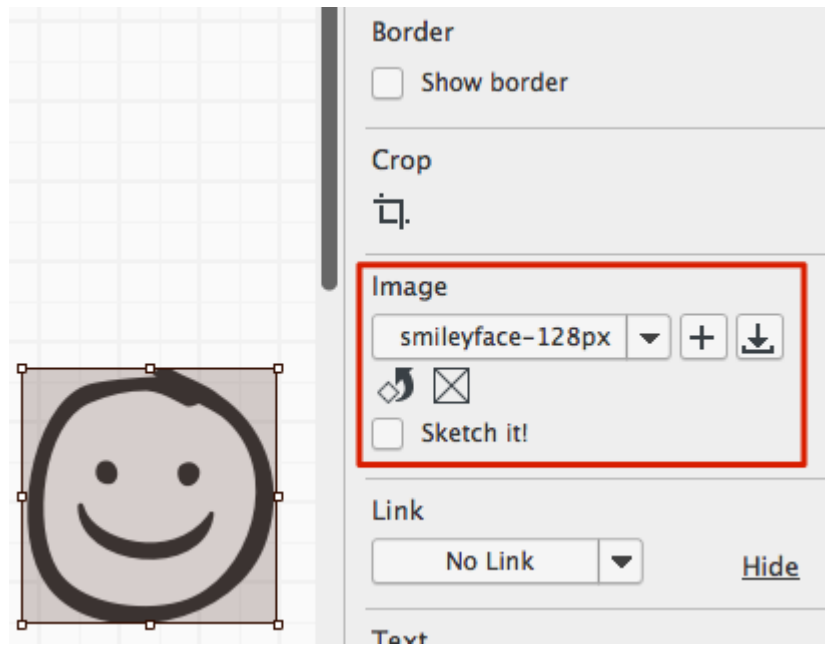 Border
Show border
Crop
Image
smileyface-128px
Sketch it!
Link
No Link
Hide
Text